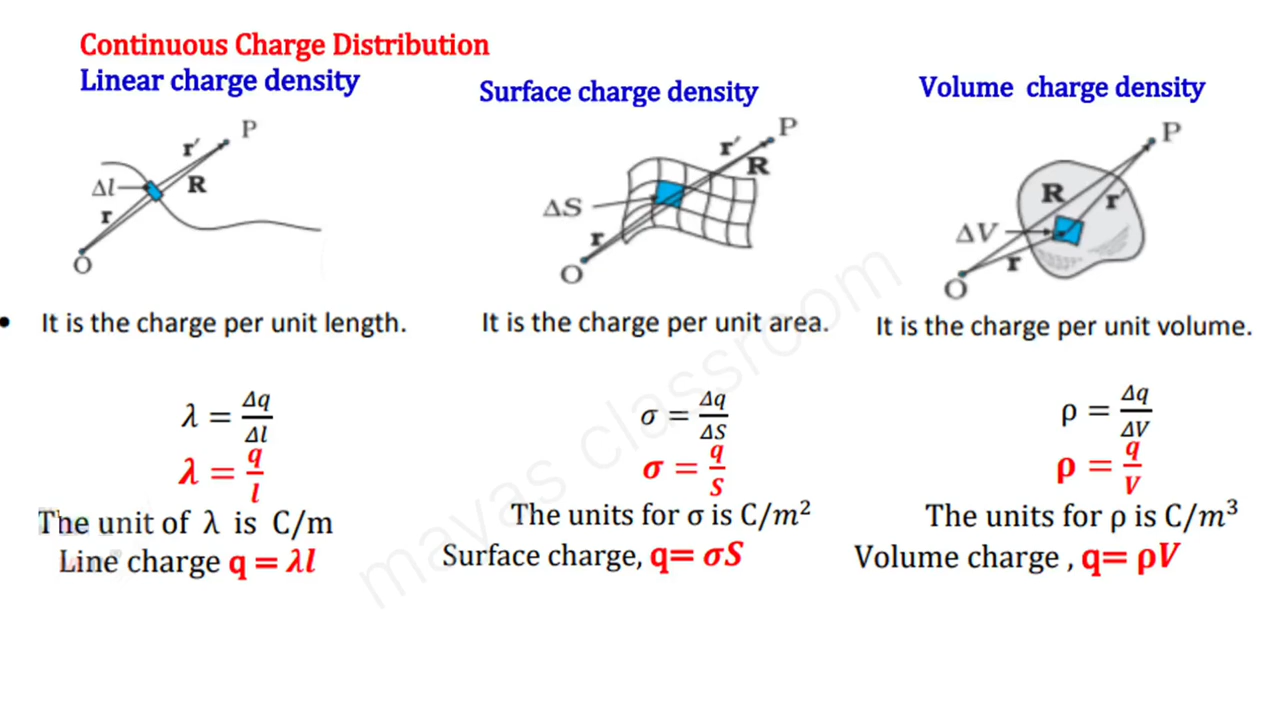 Continuous Charge Distribution
Linear charge density
Surface charge density
Volume charge density
P
r′
Δl
R
r
O
P
r′
R
ΔS
r
O
P
R
r′
ΔV
r
O
• It is the charge per unit length.
It is the charge per unit area.
It is the charge per unit volume.
λ = Δq/Δl
λ = q/l
The unit of λ is C/m
Line charge q = λl
σ = Δq/ΔS
σ = q/S
The units for σ is C/m²
Surface charge, q= σS
ρ = Δq/ΔV
ρ = q/V
The units for ρ is C/m³
Volume charge , q= ρV
mayas classroom